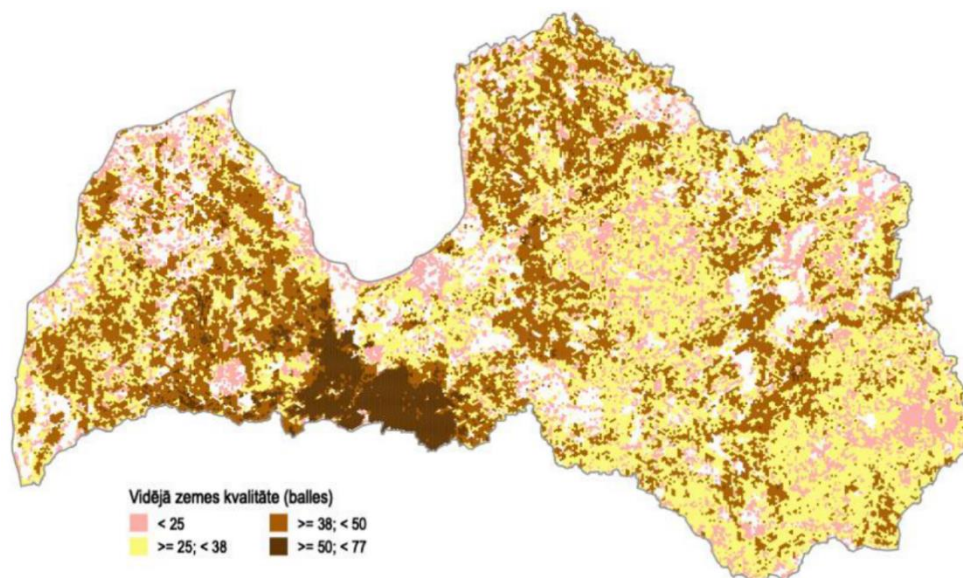 Vidējā zemes kvalitāte (balles)
< 25
>= 38; < 50
>= 25; < 38
>= 50; < 77